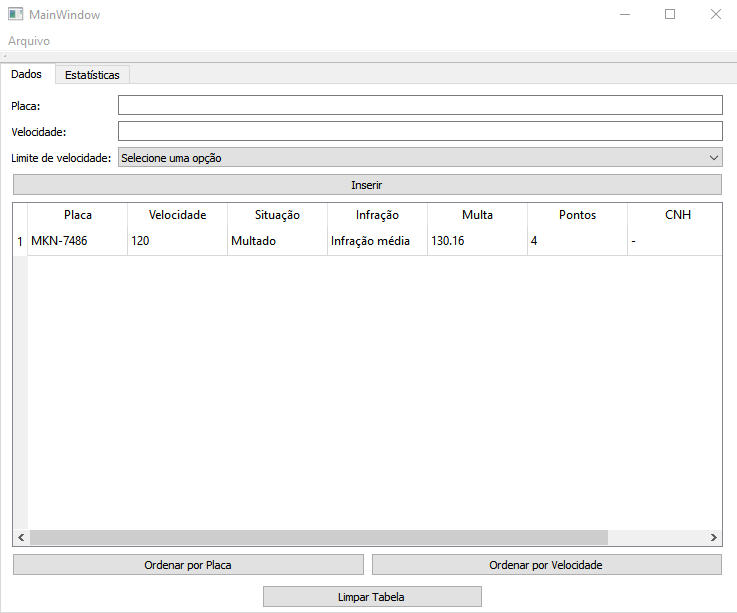 MainWindow
Arquivo
Dados Estatísticas
Placa:
Velocidade:
Limite de velocidade: Selecione uma opção
Inserir
Placa Velocidade Situação Infração Multa Pontos CNH
1 MKN-7486 120 Multado Infração média 130.16 4 -
Ordenar por Placa Ordenar por Velocidade
Limpar Tabela